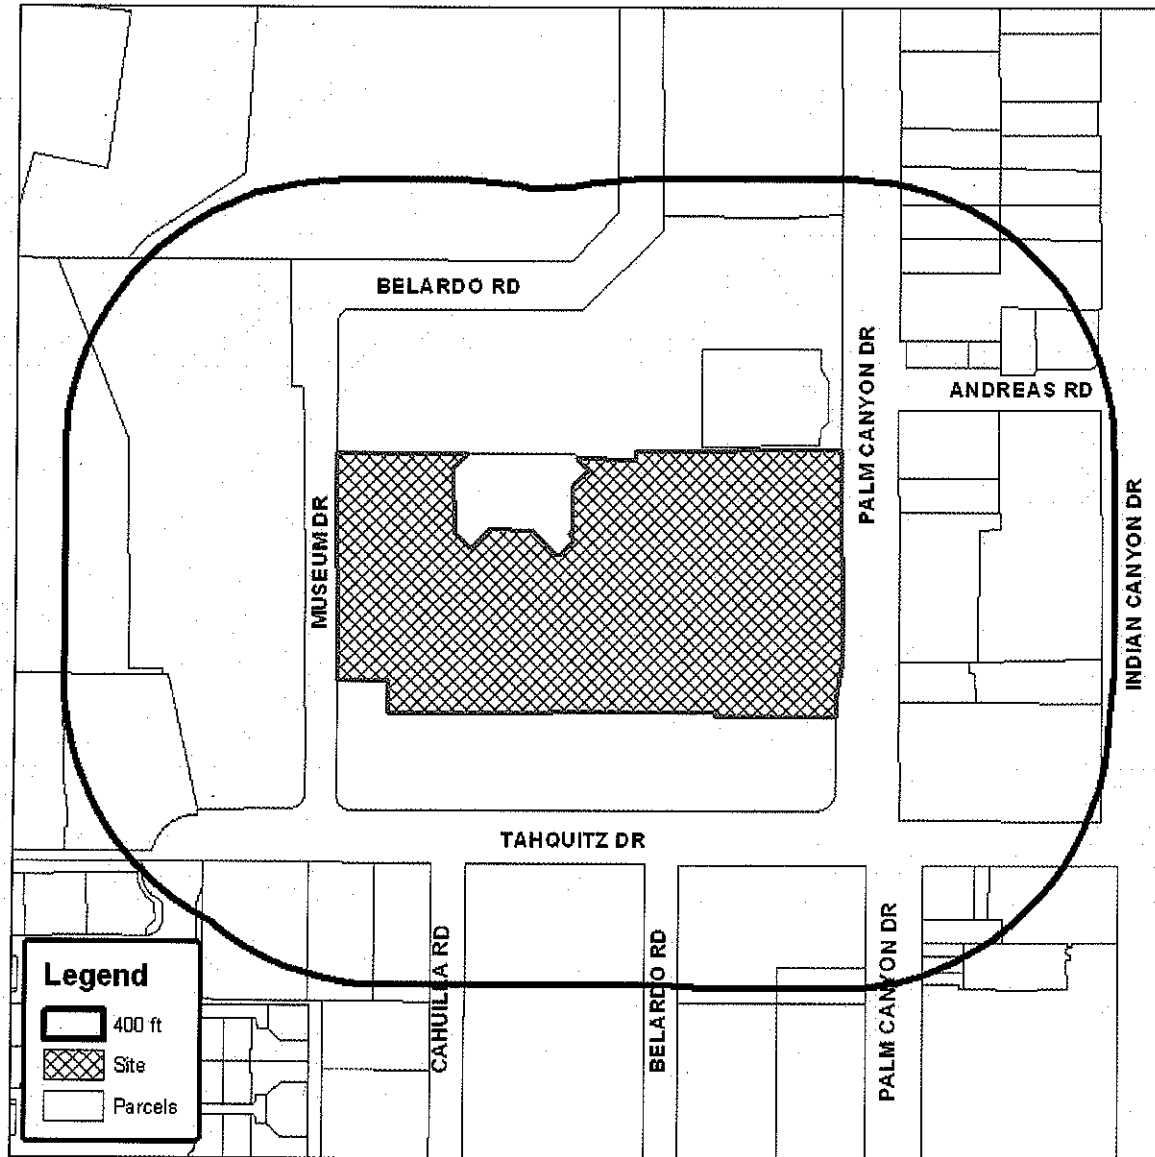 BELARDO RD
PALM CANYON DR
ANDREAS RD
MUSEUM DR
INDIAN CANYON DR
TAHQUITZ DR
CAHUILLA RD
BELARDO RD
PALM CANYON DR
Legend
400 ft
Site
Parcels